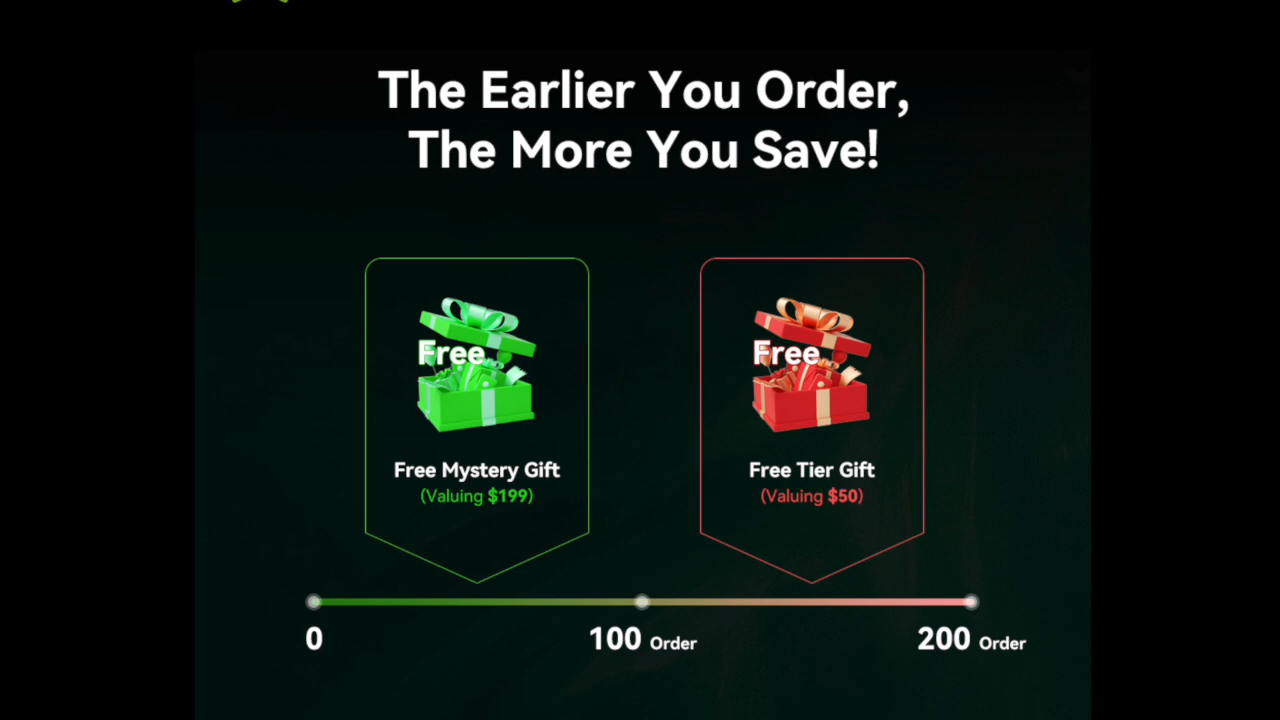 The Earlier You Order,
The More You Save!
Free
Free
Free Mystery Gift
(Valuing $199)
Free Tier Gift
(Valuing $50)
0
100 Order
200 Order